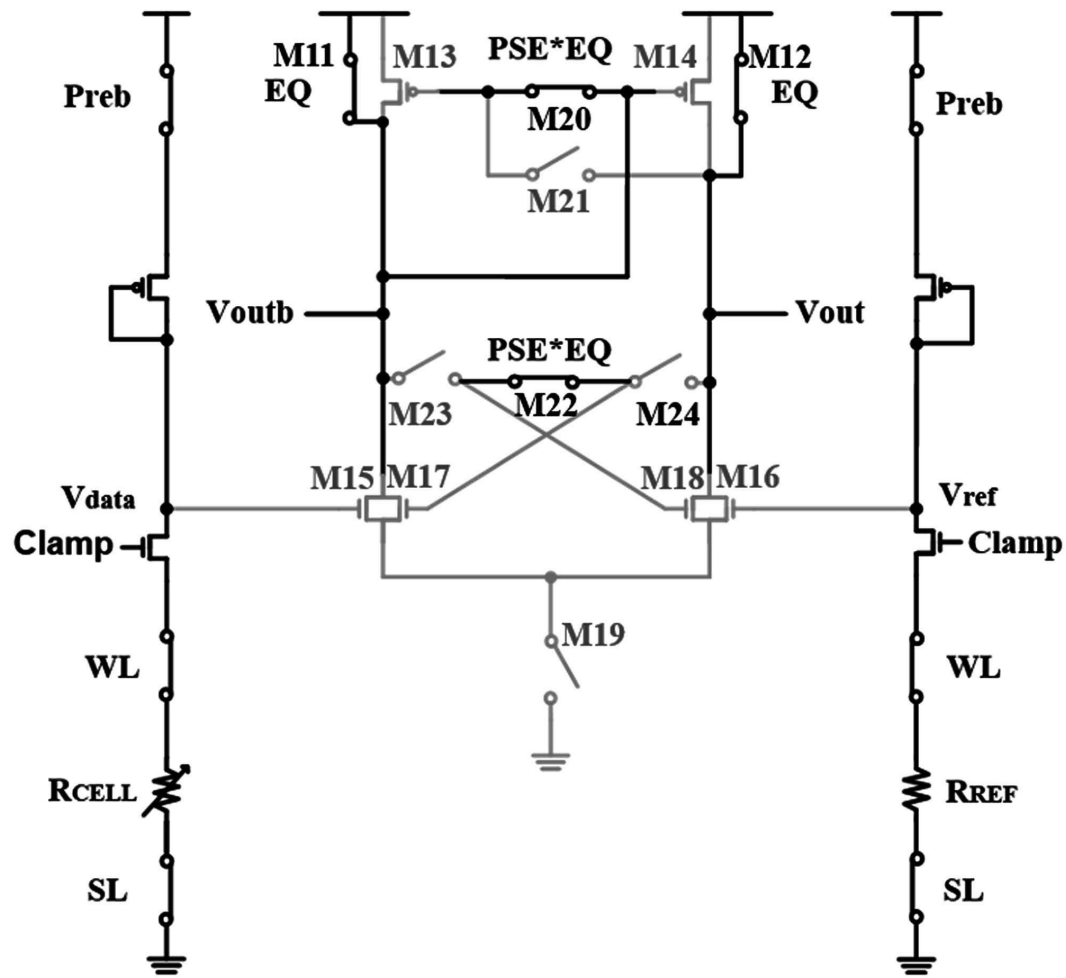 M11
EQ
M13
PSE*EQ
M14
M12
EQ
Preb
Preb
M20
M21
Voutb
Vout
PSE*EQ
M23
M22
M24
M15
M17
M18
M16
Vdata
Vref
Clamp
Clamp
M19
WL
WL
RCELL
RREF
SL
SL